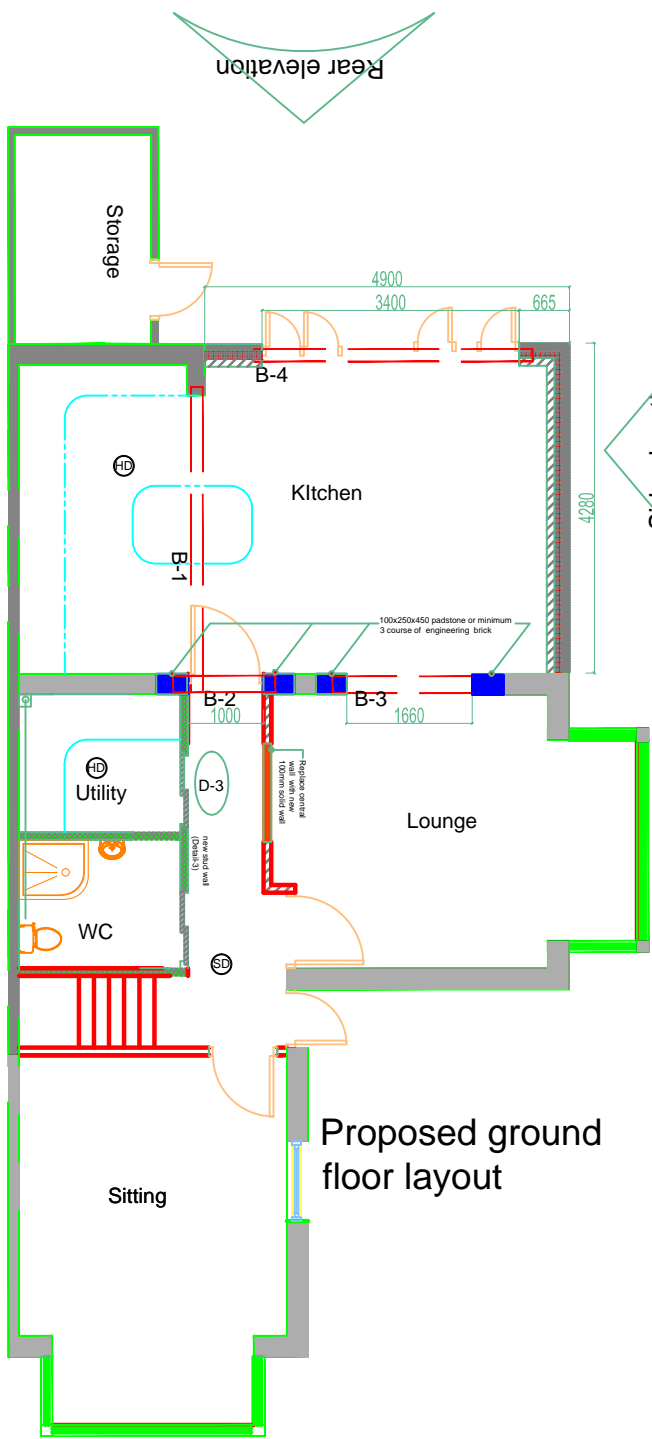 Rear elevation
Storage
4900
3400
665
B-4
HD
KItchen
4280
B-1
100x250x450 padstone or minimum
3 course of engineering brick
B-2
B-3
1000
1660
HD
Utility
D-3
Replace central
wall with new
100mm solid wall
Lounge
new stud wall
(Detail-3)
WC
SD
Proposed ground
floor layout
Sitting